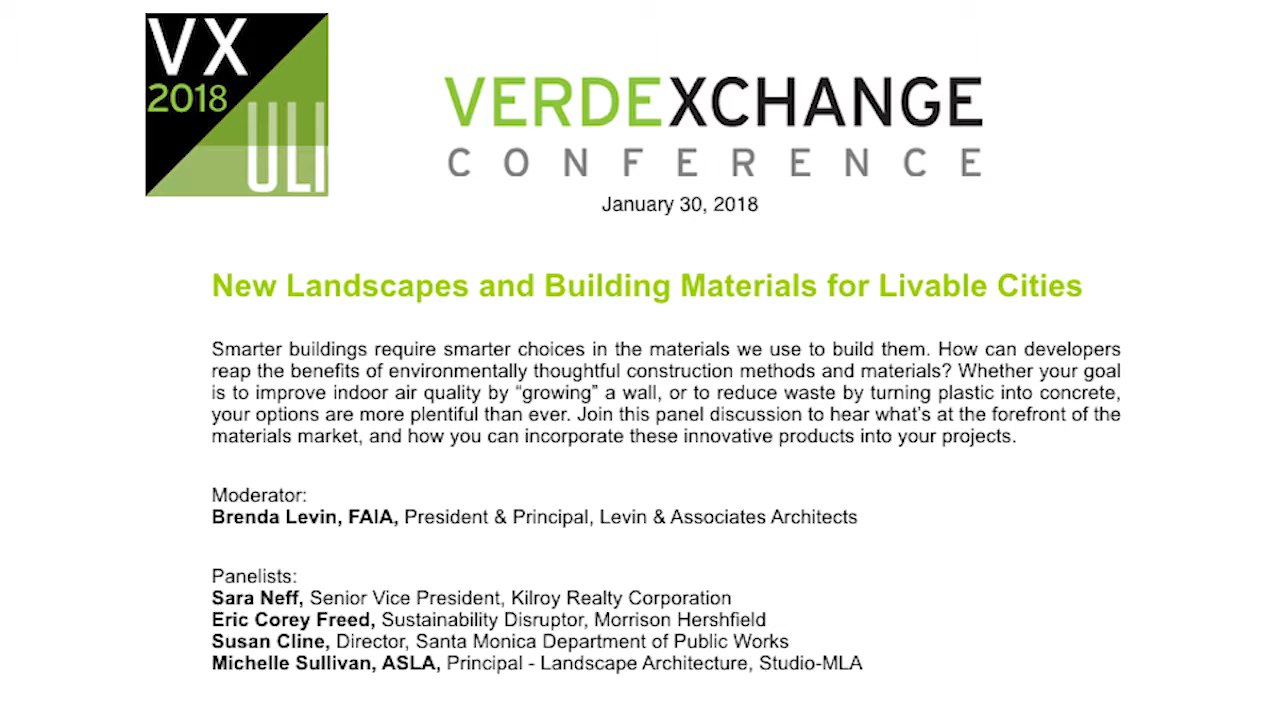 VX
2018
ULI
VERDEXCHANGE
CONFERENCE
January 30, 2018
New Landscapes and Building Materials for Livable Cities
Smarter buildings require smarter choices in the materials we use to build them. How can developers
reap the benefits of environmentally thoughtful construction methods and materials? Whether your goal
is to improve indoor air quality by “growing” a wall, or to reduce waste by turning plastic into concrete,
your options are more plentiful than ever. Join this panel discussion to hear what’s at the forefront of the
materials market, and how you can incorporate these innovative products into your projects.
Moderator:
Brenda Levin, FAIA, President & Principal, Levin & Associates Architects
Panelists:
Sara Neff, Senior Vice President, Kilroy Realty Corporation
Eric Corey Freed, Sustainability Disruptor, Morrison Hershfield
Susan Cline, Director, Santa Monica Department of Public Works
Michelle Sullivan, ASLA, Principal - Landscape Architecture, Studio-MLA